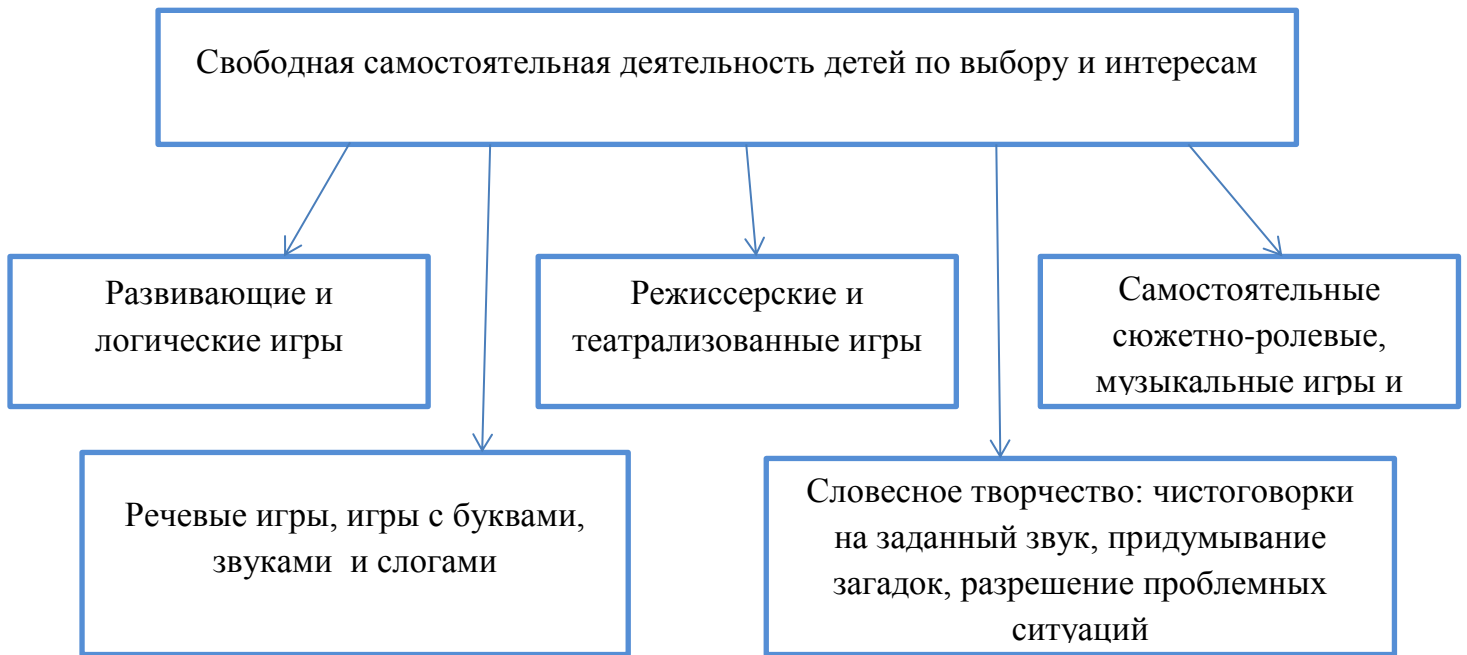 Свободная самостоятельная деятельность детей по выбору и интересам
Развивающие и
логические игры
Режиссерские и
театрализованные игры
Самостоятельные
сюжетно-ролевые,
музыкальные игры и
Речевые игры, игры с буквами,
звуками и слогами
Словесное творчество: чистоговорки
на заданный звук, придумывание
загадок, разрешение проблемных
ситуаций